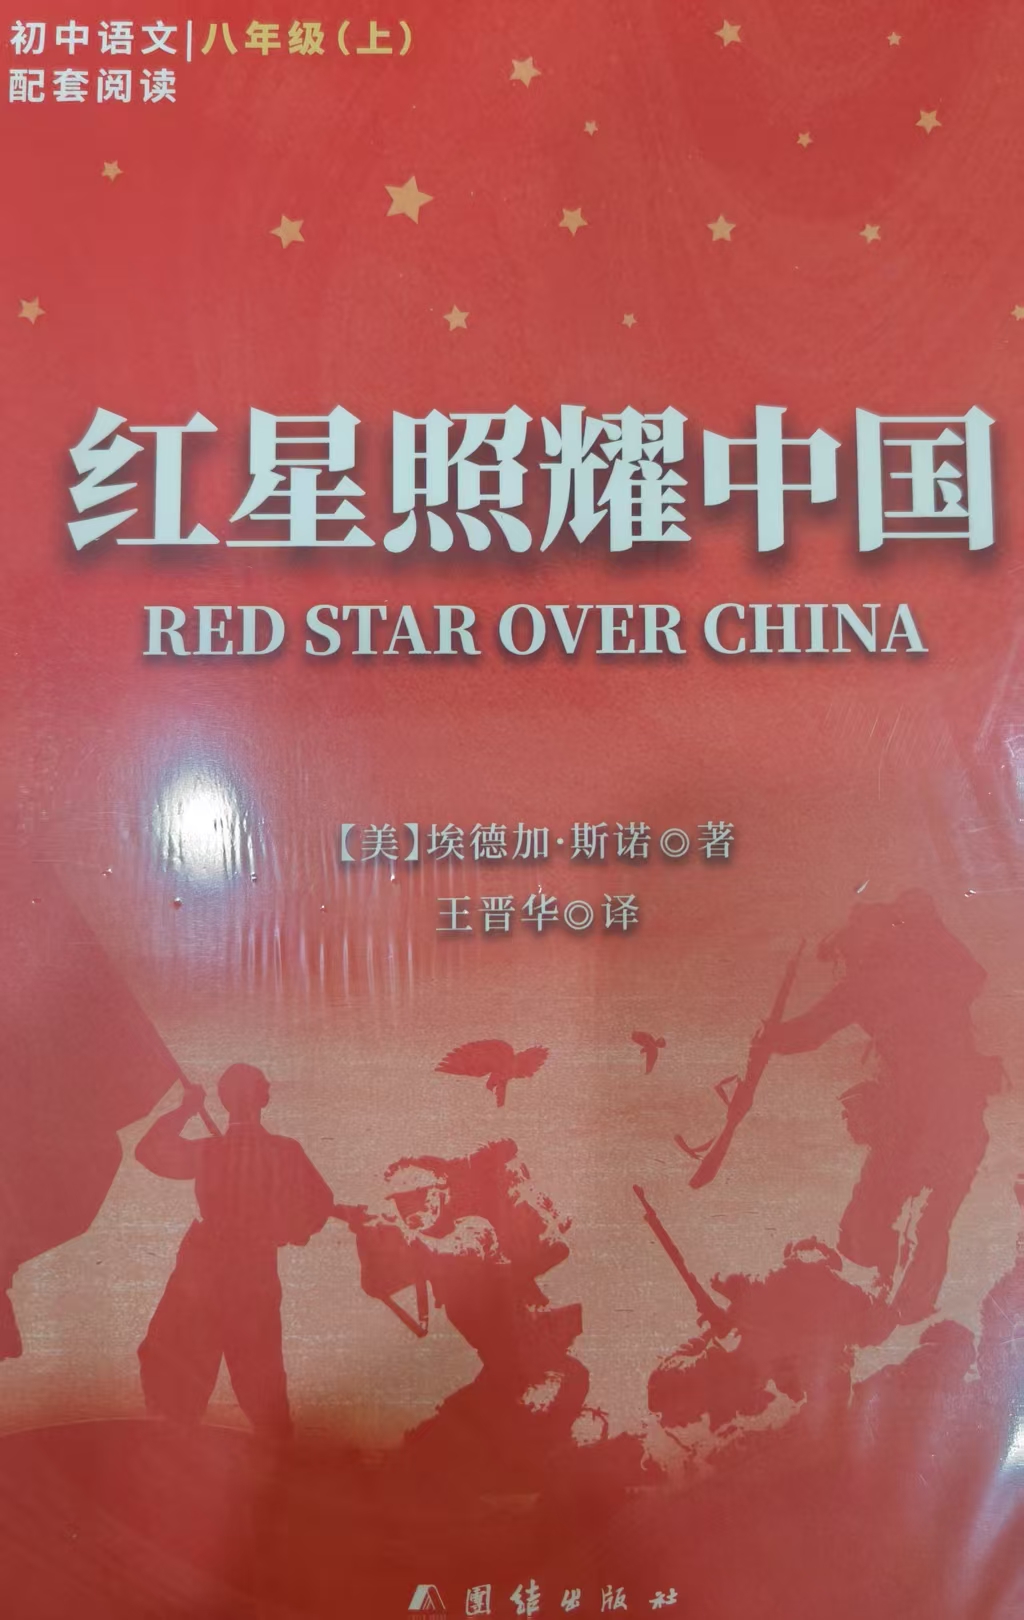 初中语文|八年级(上)
配套阅读
红星照耀中国
RED STAR OVER CHINA
【美】埃德加·斯诺◎著
王晋华◎译
團结出版社